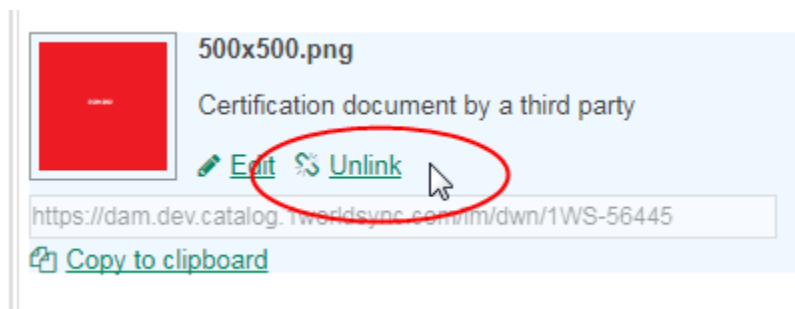 500x500.png
Certification document by a third party
Edit Unlink
https://dam.dev.catalog.1worldsync.com/im/dwn/1WS-56445
Copy to clipboard